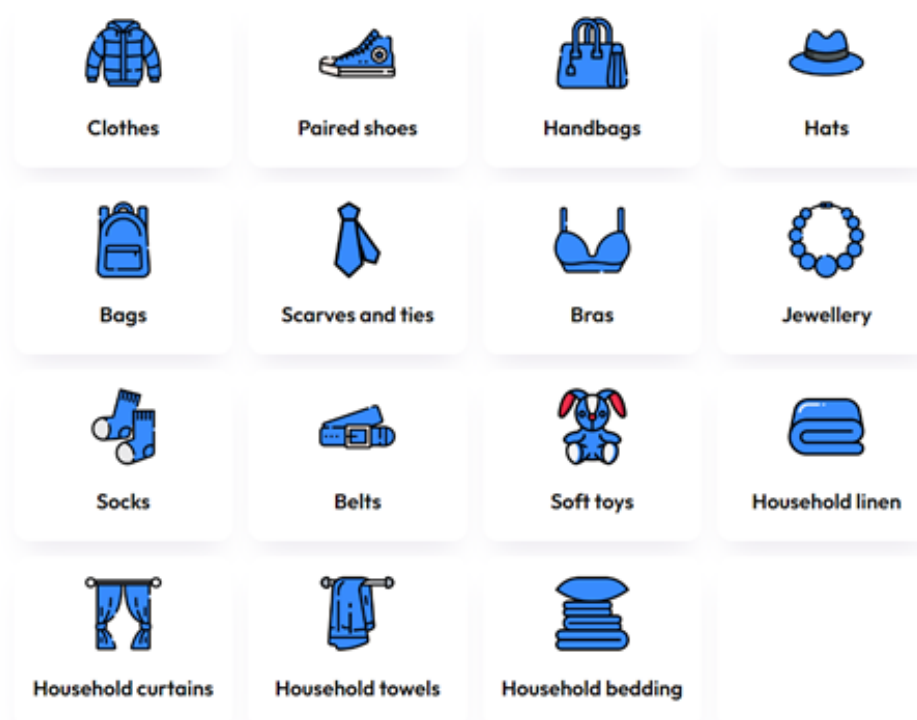 Clothes
Paired shoes
Handbags
Hats
Bags
Scarves and ties
Bras
Jewellery
Socks
Belts
Soft toys
Household linen
Household curtains
Household towels
Household bedding